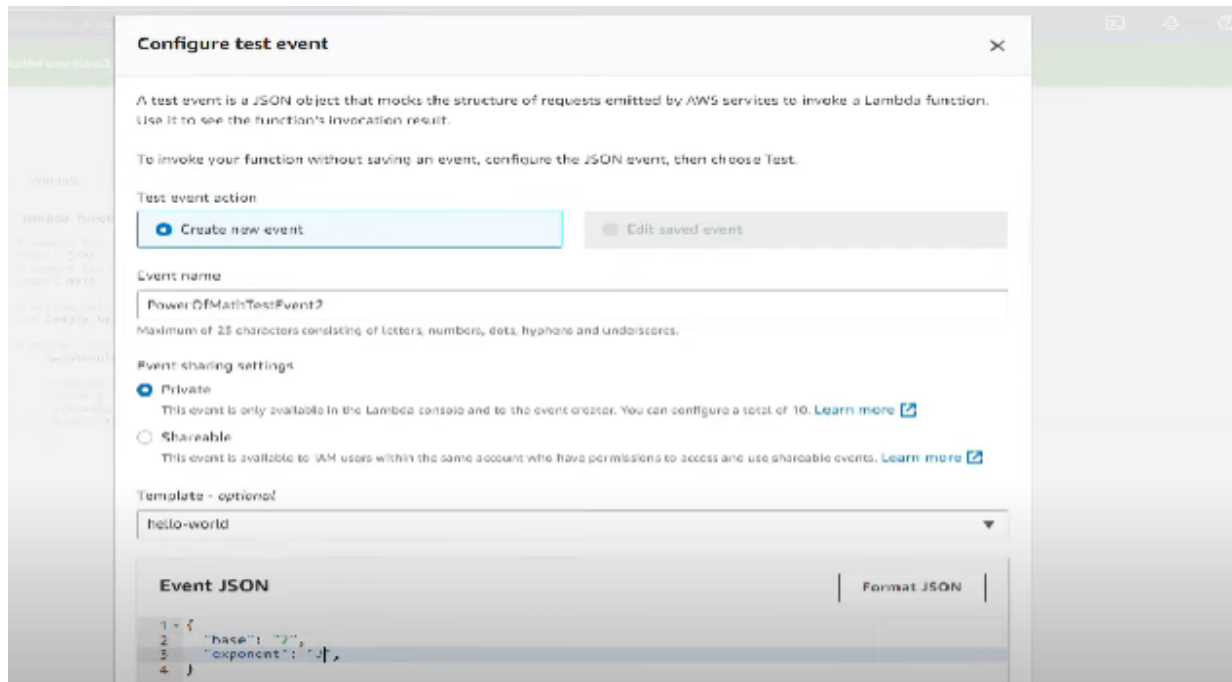 Configure test event
A test event is a JSON object that mocks the structure of requests emitted by AWS services to invoke a Lambda function.
Use it to see the function's invocation result.
To invoke your function without saving an event, configure the JSON event, then choose Test.
Test event action
Create new event
Edit saved event
Event name
PowerOfMathTestEvent2
Maximum of 25 characters consisting of letters, numbers, dots, hyphens and underscores.
Event sharing settings
Private
This event is only available in the Lambda console and to the event creator. You can configure a total of 10. Learn more
Shareable
This event is available to IAM users within the same account who have permissions to access and use shareable events. Learn more
Template - optional
hello-world
Event JSON
Format JSON
1 {
2 "base": "2",
3 "exponent":
4 }